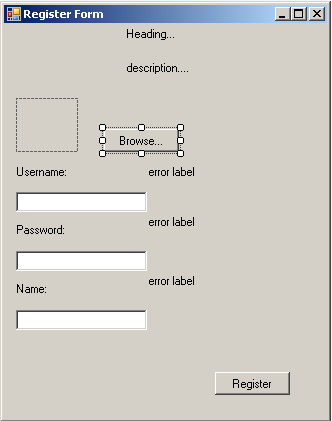 Register Form
Heading...
description....
Browse...
Username:
error label
Password:
error label
Name:
error label
Register